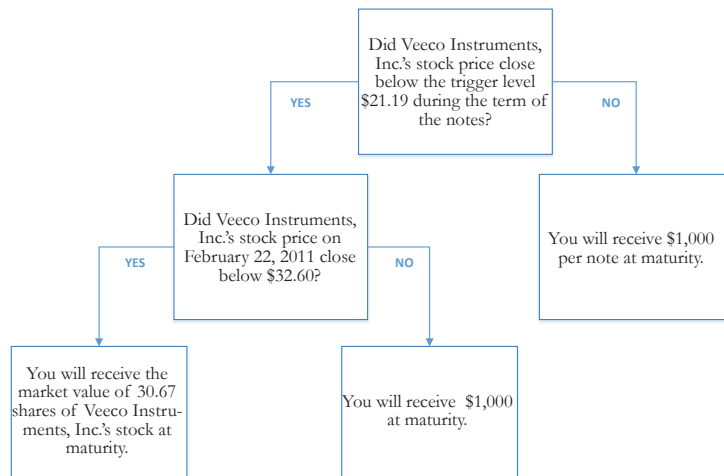 Did Veeco Instruments,
Inc.'s stock price close
below the trigger level
$21.19 during the term of
the notes?
YES
NO
Did Veeco Instruments,
Inc.'s stock price on
February 22, 2011 close
below $32.60?
You will receive $1,000
per note at maturity.
YES
NO
You will receive the
market value of 30.67
shares of Veeco Instru-
ments, Inc.'s stock at
maturity.
You will receive $1,000
at maturity.